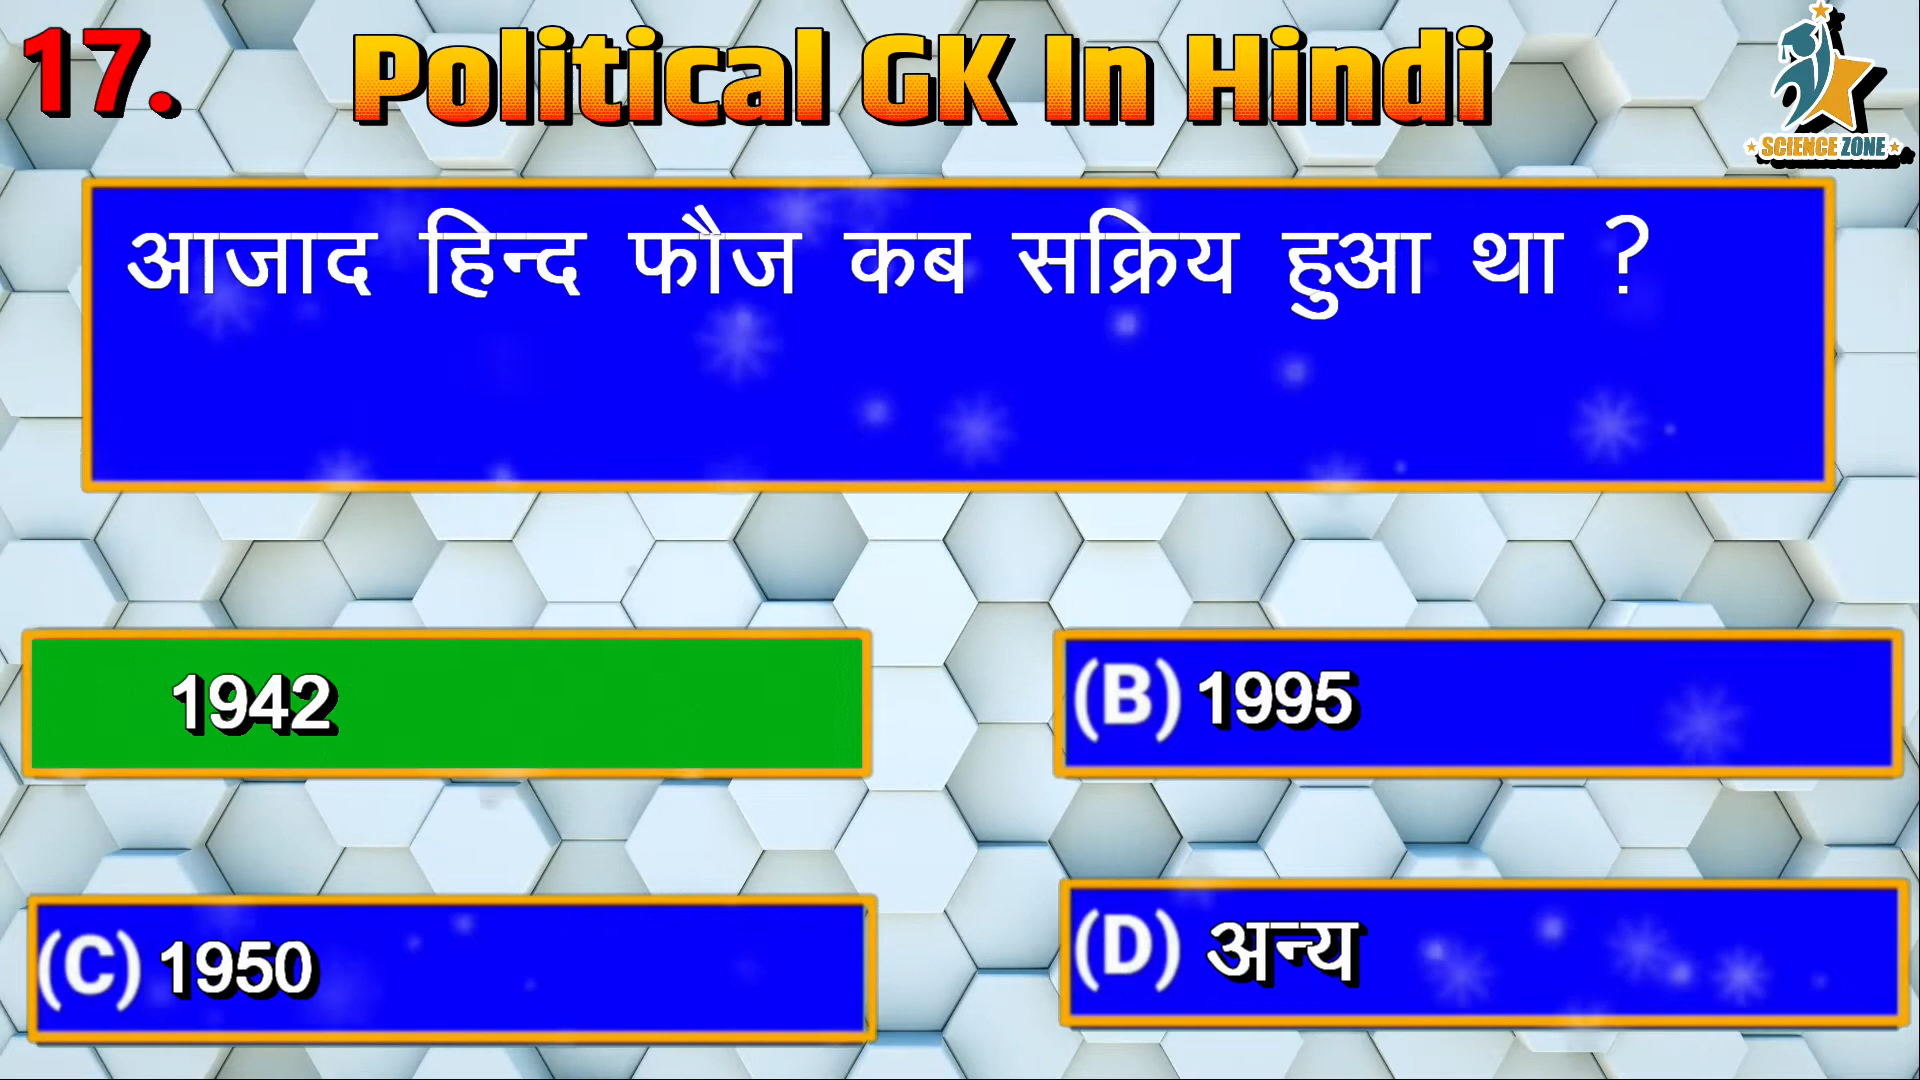 17. Political GK In Hindi
SCIENCE ZONE
आजाद हिन्द फौज कब सक्रिय हुआ था ?
1942
(B) 1995
(C) 1950
(D) अन्य